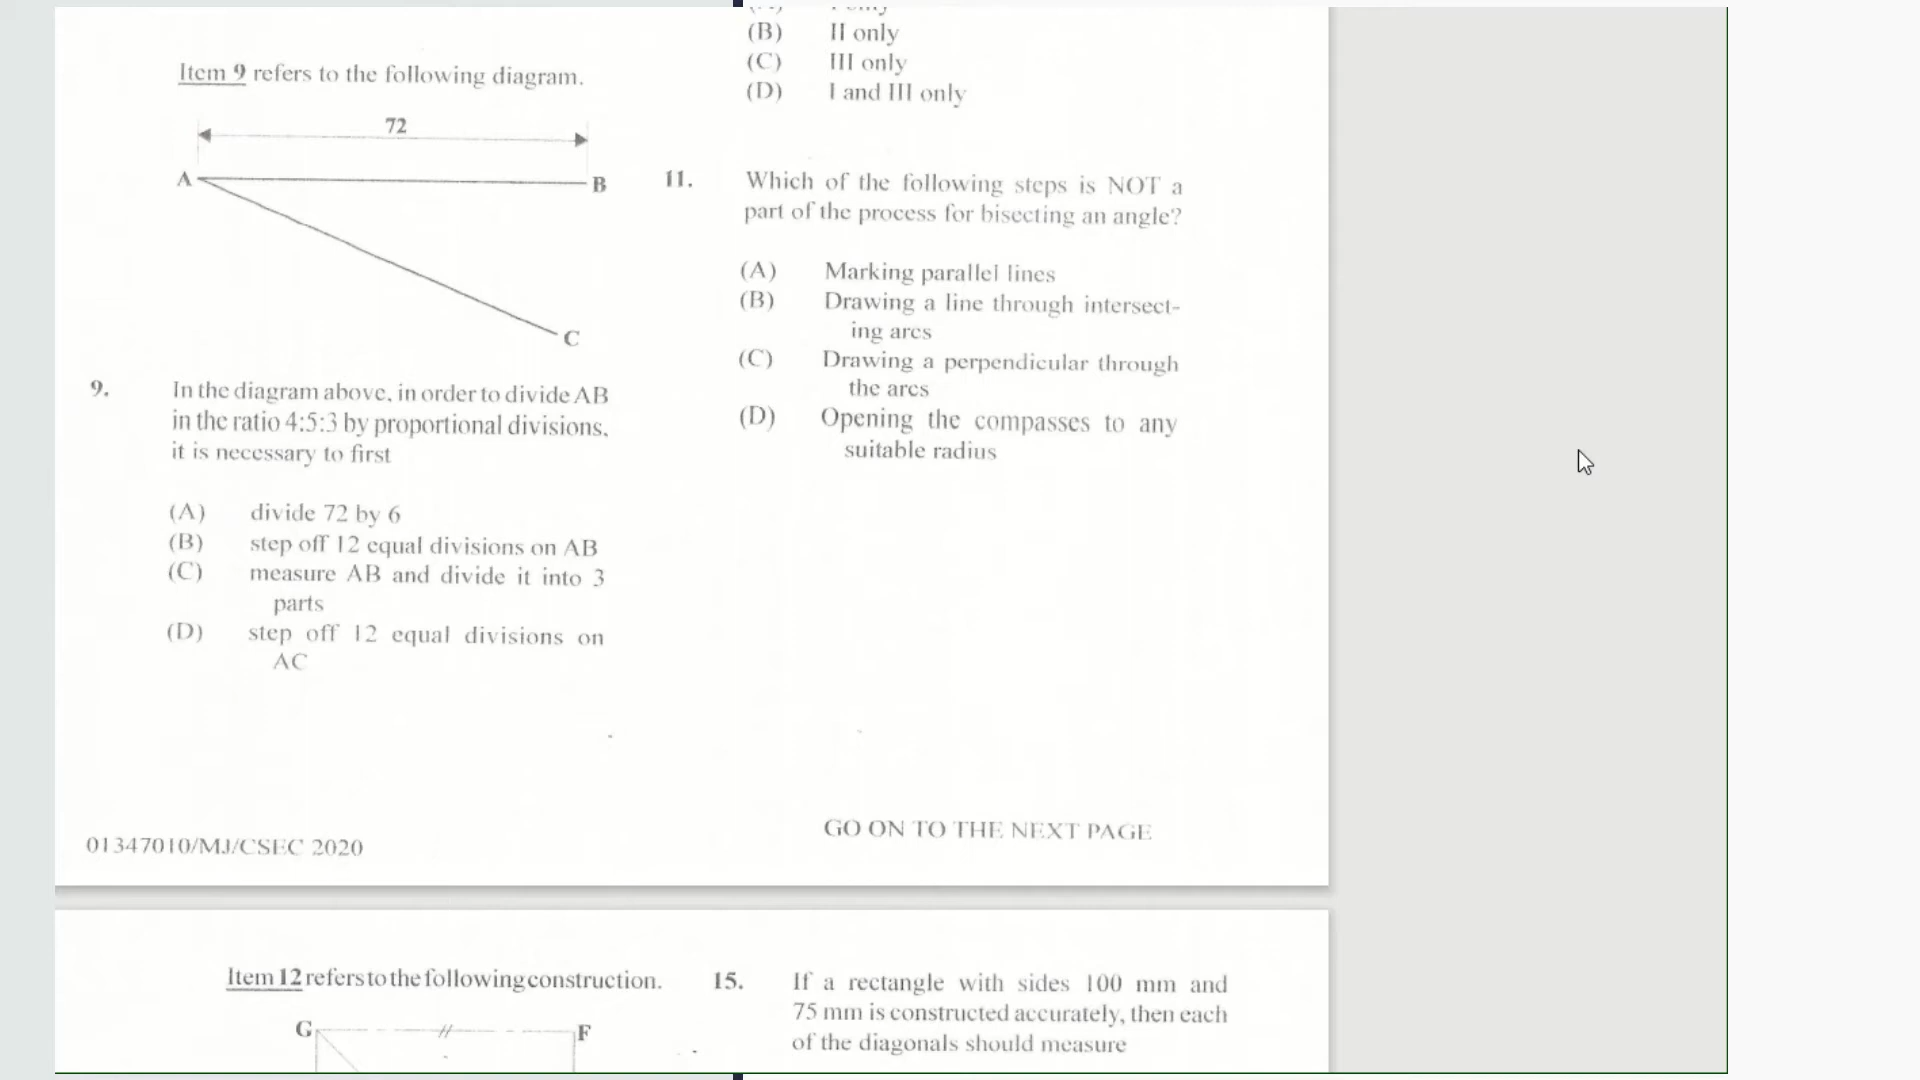 Item 9 refers to the following diagram.
72
A
B
C
9. In the diagram above, in order to divide AB
in the ratio 4:5:3 by proportional divisions,
it is necessary to first
(A) divide 72 by 6
(B) step off 12 equal divisions on AB
(C) measure AB and divide it into 3
parts
(D) step off 12 equal divisions on
AC
(B) II only
(C) III only
(D) I and III only
11. Which of the following steps is NOT a
part of the process for bisecting an angle?
(A) Marking parallel lines
(B) Drawing a line through intersect-
ing arcs
(C) Drawing a perpendicular through
the arcs
(D) Opening the compasses to any
suitable radius
GO ON TO THE NEXT PAGE
01347010/MJ/CSEC 2020
Item 12 refers to the following construction.
G
F
15. If a rectangle with sides 100 mm and
75 mm is constructed accurately, then each
of the diagonals should measure